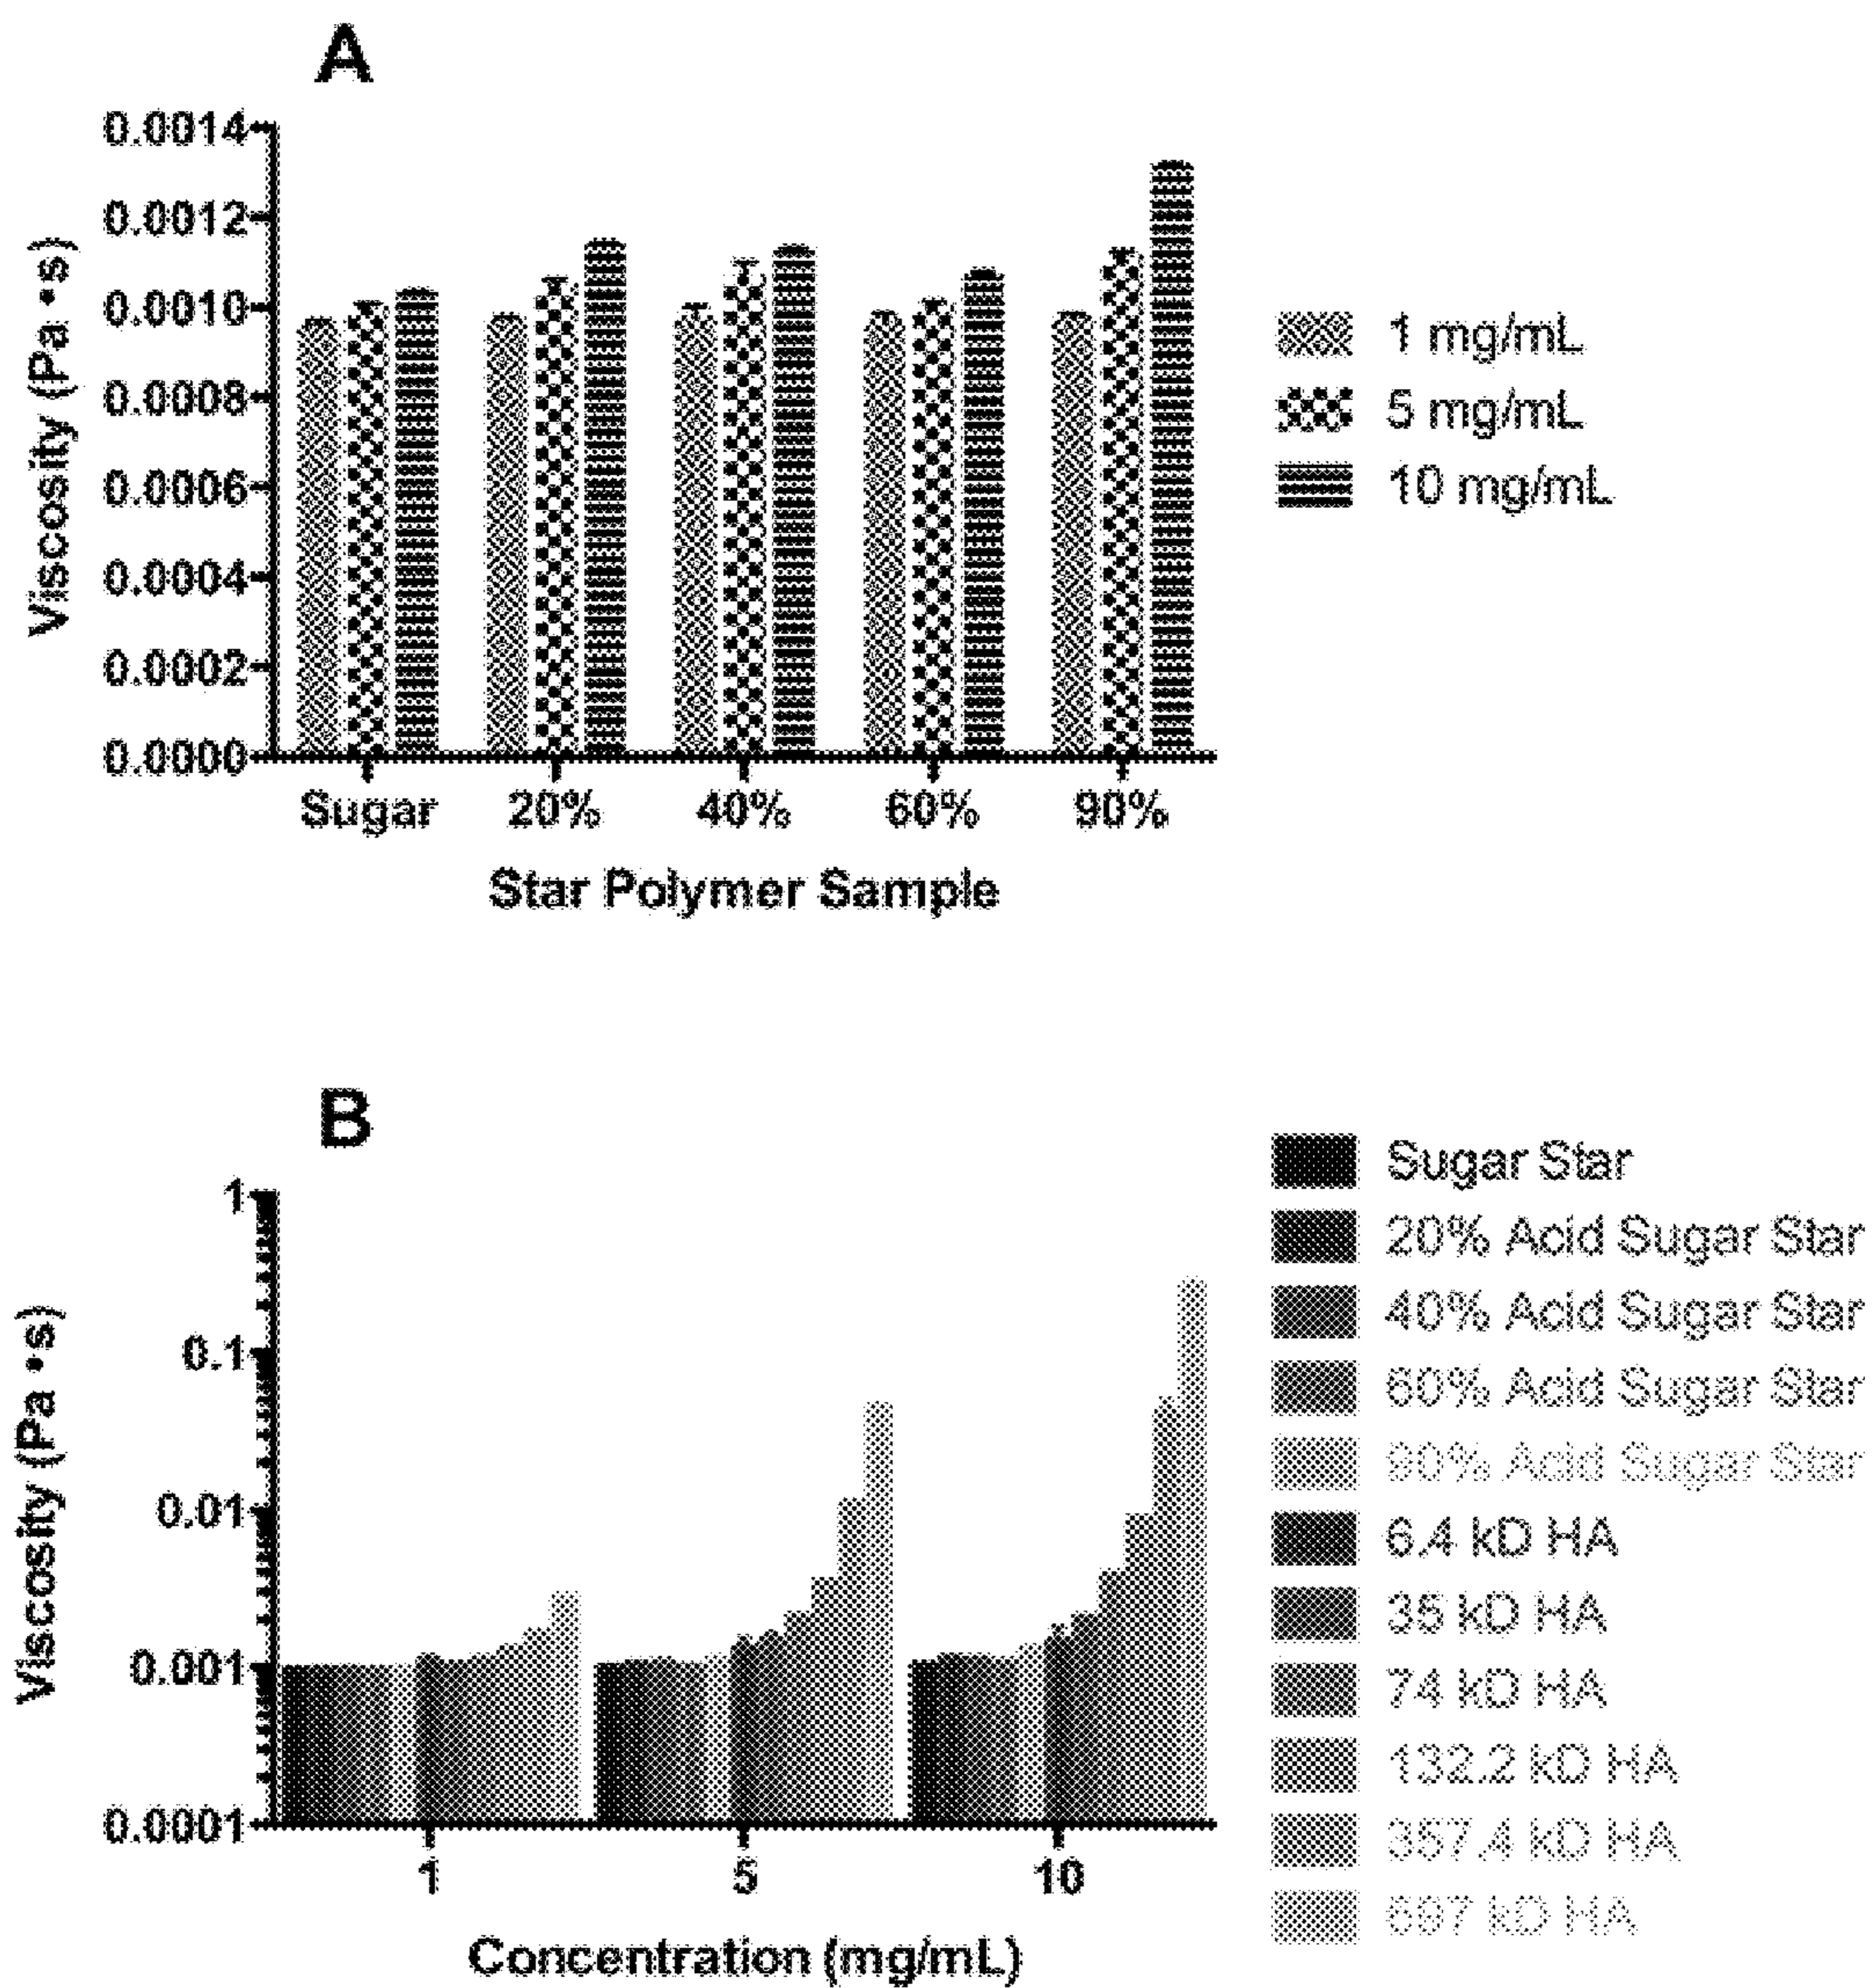 A
0.0014
0.0012
0.0010
0.0008
0.0006
0.0004
0.0002
0.0000
Viscosity (Pa •s)
Sugar 20% 40% 60% 90%
Star Polymer Sample
1 mg/mL
5 mg/mL
10 mg/mL
B
1
0.1
0.01
0.001
0.0001
Viscosity (Pa •s)
1 5 10
Concentration (mg/mL)
Sugar Star
20% Acid Sugar Star
40% Acid Sugar Star
60% Acid Sugar Star
90% Acid Sugar Star
6.4 kD HA
35 kD HA
74 kD HA
132.2 kD HA
357.4 kD HA
697 kD HA